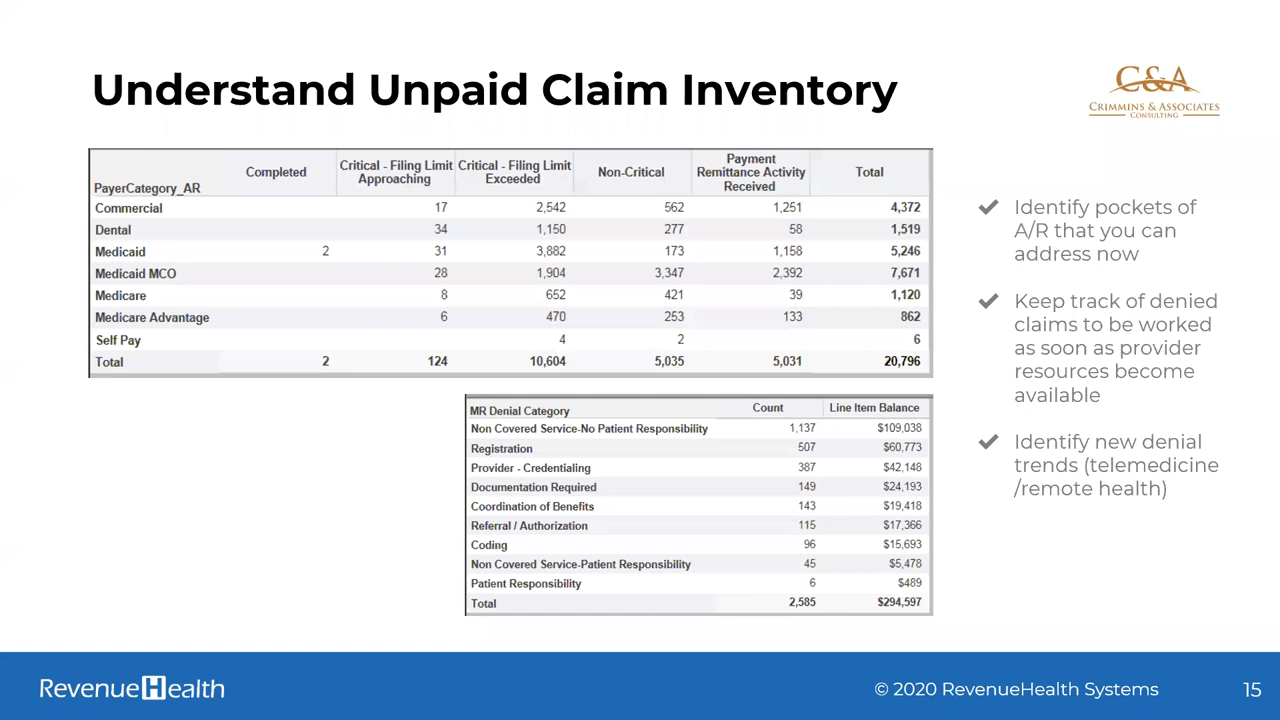 Understand Unpaid Claim Inventory
C&A
CRIMMINS & ASSOCIATES
CONSULTING
PayerCategory_AR Completed Critical - Filing Limit Approaching Critical - Filing Limit Exceeded Non-Critical Payment Remittance Activity Received Total
Commercial 17 2,542 562 1,251 4,372
Dental 34 1,150 277 58 1,519
Medicaid 2 31 3,882 173 1,158 5,246
Medicaid MCO 28 1,904 3,347 2,392 7,671
Medicare 8 652 421 39 1,120
Medicare Advantage 6 470 253 133 862
Self Pay 4 2 6
Total 2 124 10,604 5,035 5,031 20,796
MR Denial Category Count Line Item Balance
Non Covered Service-No Patient Responsibility 1,137 $109,038
Registration 507 $60,773
Provider - Credentialing 387 $42,148
Documentation Required 149 $24,193
Coordination of Benefits 143 $19,418
Referral / Authorization 115 $17,366
Coding 96 $15,693
Non Covered Service-Patient Responsibility 45 $5,478
Patient Responsibility 6 $489
Total 2,585 $294,597
Identify pockets of
A/R that you can
address now
Keep track of denied
claims to be worked
as soon as provider
resources become
available
Identify new denial
trends (telemedicine
/remote health)
RevenueHealth
© 2020 RevenueHealth Systems
15